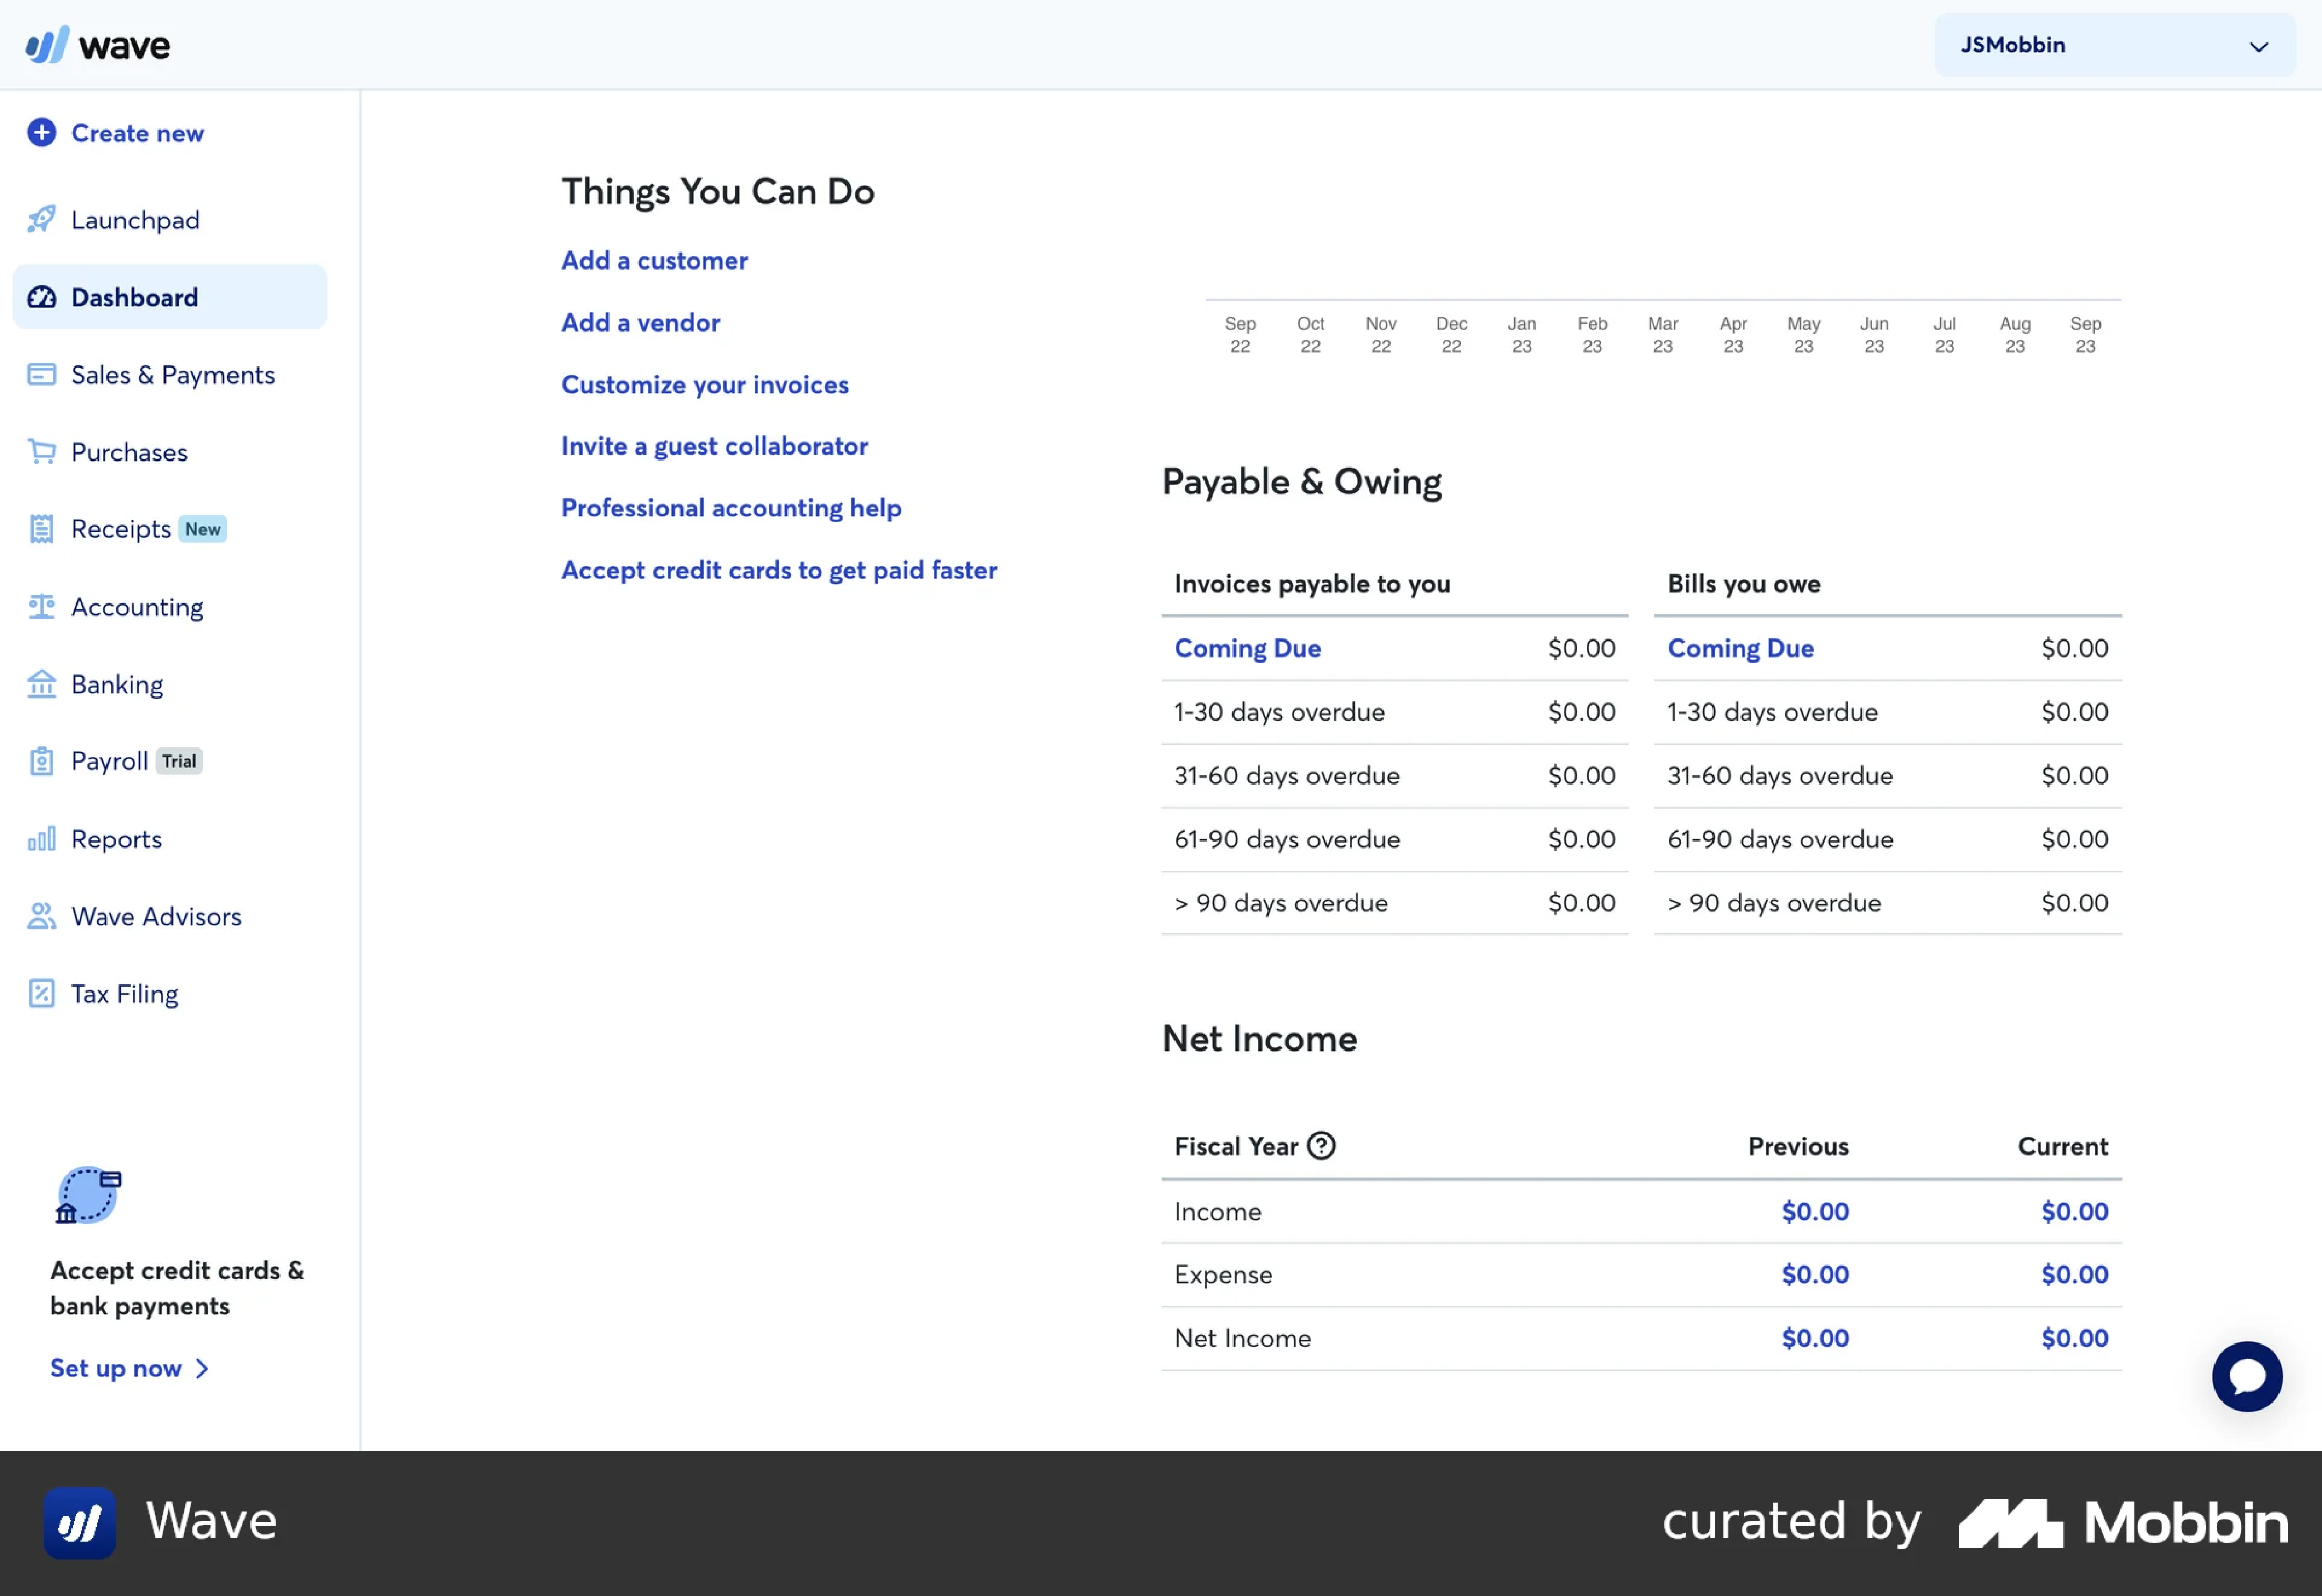 wave
JSMobbin
Create new
Launchpad
Dashboard
Sales & Payments
Purchases
Receipts New
Accounting
Banking
Payroll Trial
Reports
Wave Advisors
Tax Filing
Accept credit cards &
bank payments
Set up now
Things You Can Do
Add a customer
Add a vendor
Customize your invoices
Invite a guest collaborator
Professional accounting help
Accept credit cards to get paid faster
Sep Oct Nov Dec Jan Feb Mar Apr May Jun Jul Aug Sep
22 22 22 22 23 23 23 23 23 23 23 23 23
Payable & Owing
Invoices payable to you Bills you owe
Coming Due $0.00 Coming Due $0.00
1-30 days overdue $0.00 1-30 days overdue $0.00
31-60 days overdue $0.00 31-60 days overdue $0.00
61-90 days overdue $0.00 61-90 days overdue $0.00
> 90 days overdue $0.00 > 90 days overdue $0.00
Net Income
Fiscal Year ? Previous Current
Income $0.00 $0.00
Expense $0.00 $0.00
Net Income $0.00 $0.00
Wave
curated by Mobbin